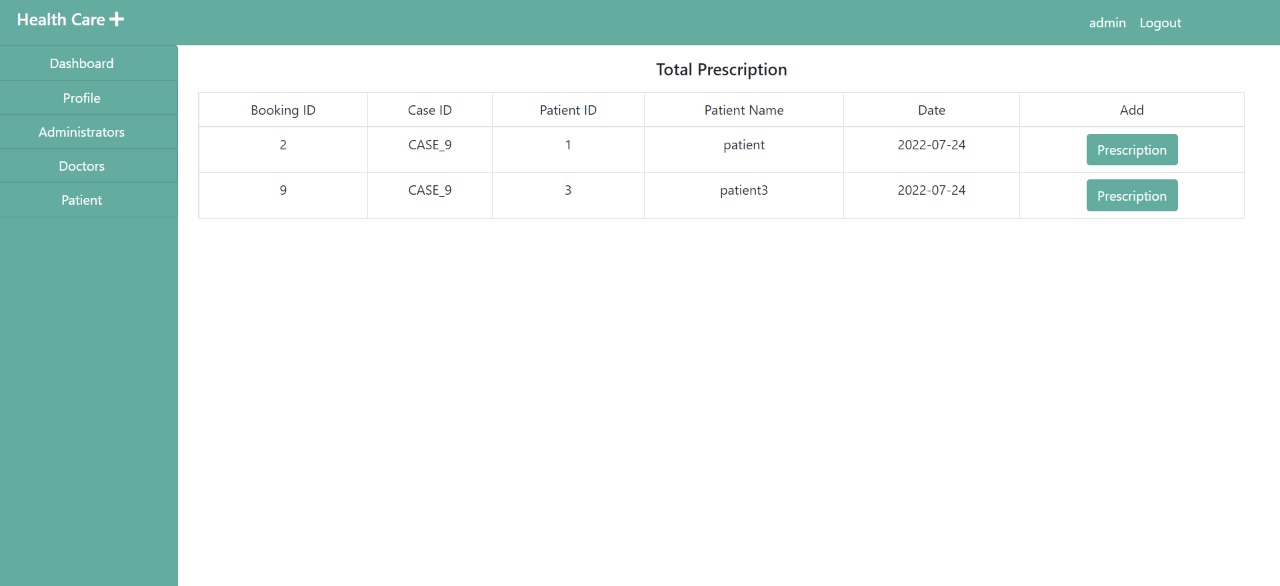 Health Care
admin Logout
Dashboard
Profile
Administrators
Doctors
Patient
Total Prescription
Booking ID Case ID Patient ID Patient Name Date Add
2 CASE_9 1 patient 2022-07-24 Prescription
9 CASE_9 3 patient3 2022-07-24 Prescription